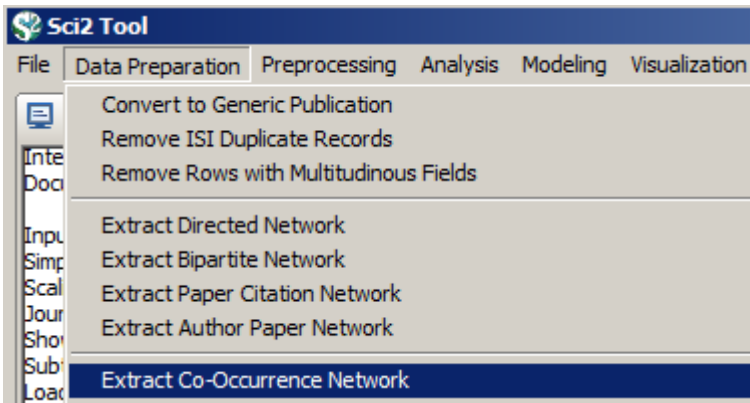 Sci2 Tool
File Data Preparation Preprocessing Analysis Modeling Visualization
Convert to Generic Publication
Remove ISI Duplicate Records
Remove Rows with Multitudinous Fields
Extract Directed Network
Extract Bipartite Network
Extract Paper Citation Network
Extract Author Paper Network
Extract Co-Occurrence Network